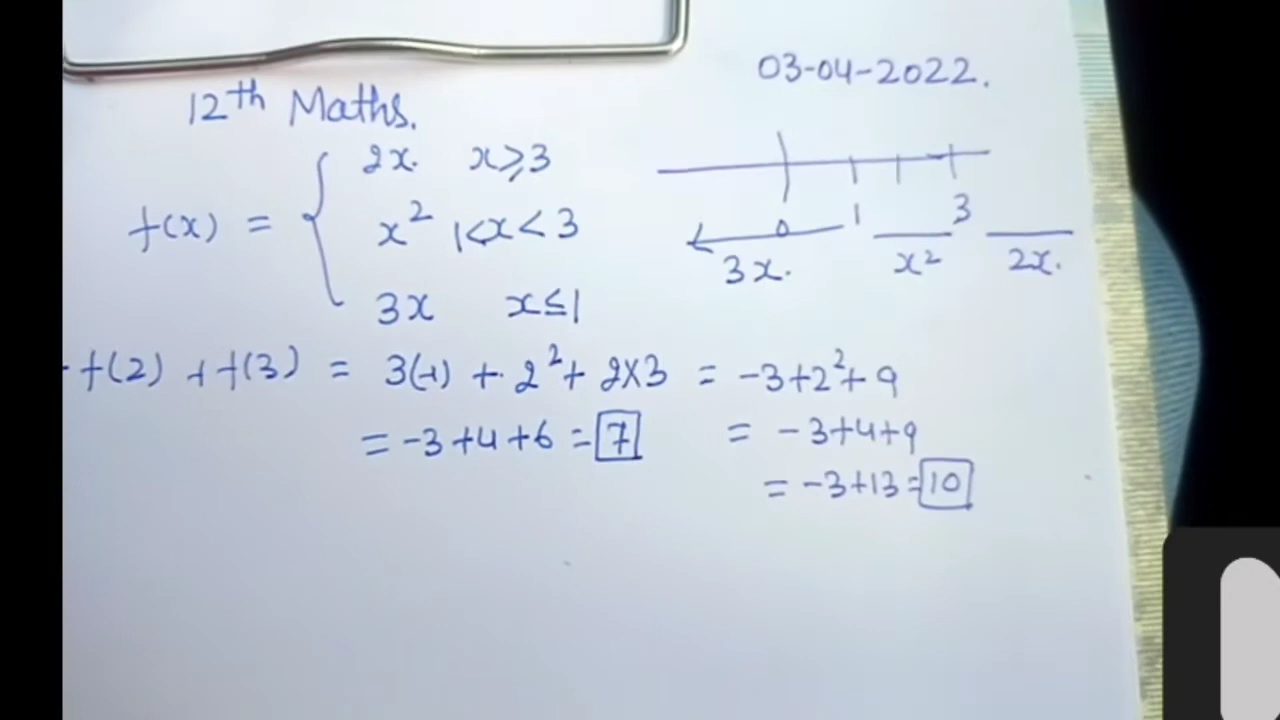 03-04-2022.
12th Maths.
2x. x⩾3
f(x) = { x² 1<x<3
3x x≤1
0 1 3
3x. x² 2x.
f(2) + f(3) = 3(-1) + 2² + 2×3 = -3+2²+9
= -3+4+6 = 7 = -3+4+9
= -3+13 = 10